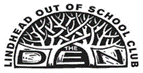 LINDHEAD OUT OF SCHOOL CLUB
THE
DEN